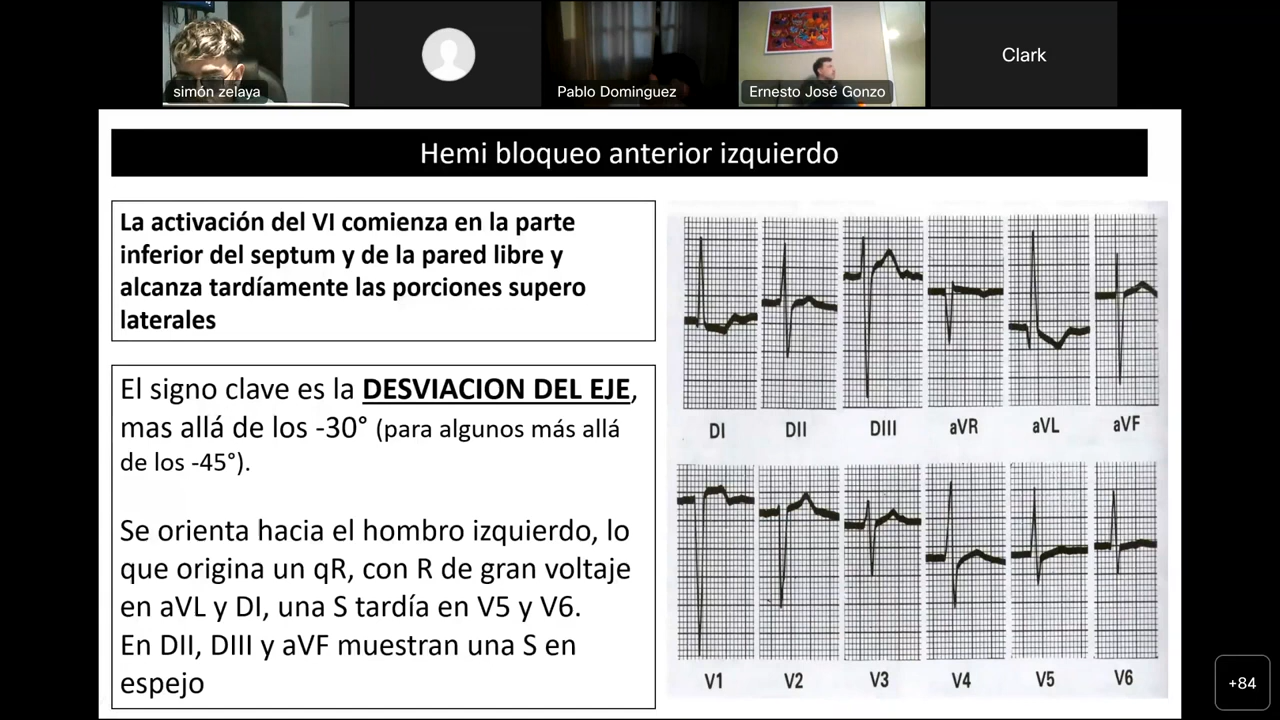 simón zelaya
Pablo Dominguez
Ernesto José Gonzo
Clark
Hemi bloqueo anterior izquierdo
La activación del VI comienza en la parte
inferior del septum y de la pared libre y
alcanza tardíamente las porciones supero
laterales
El signo clave es la DESVIACION DEL EJE,
mas allá de los -30° (para algunos más allá
de los -45°).
Se orienta hacia el hombro izquierdo, lo
que origina un qR, con R de gran voltaje
en aVL y DI, una S tardía en V5 y V6.
En DII, DIII y aVF muestran una S en
espejo
DI DII DIII aVR aVL aVF
V1 V2 V3 V4 V5 V6
+84